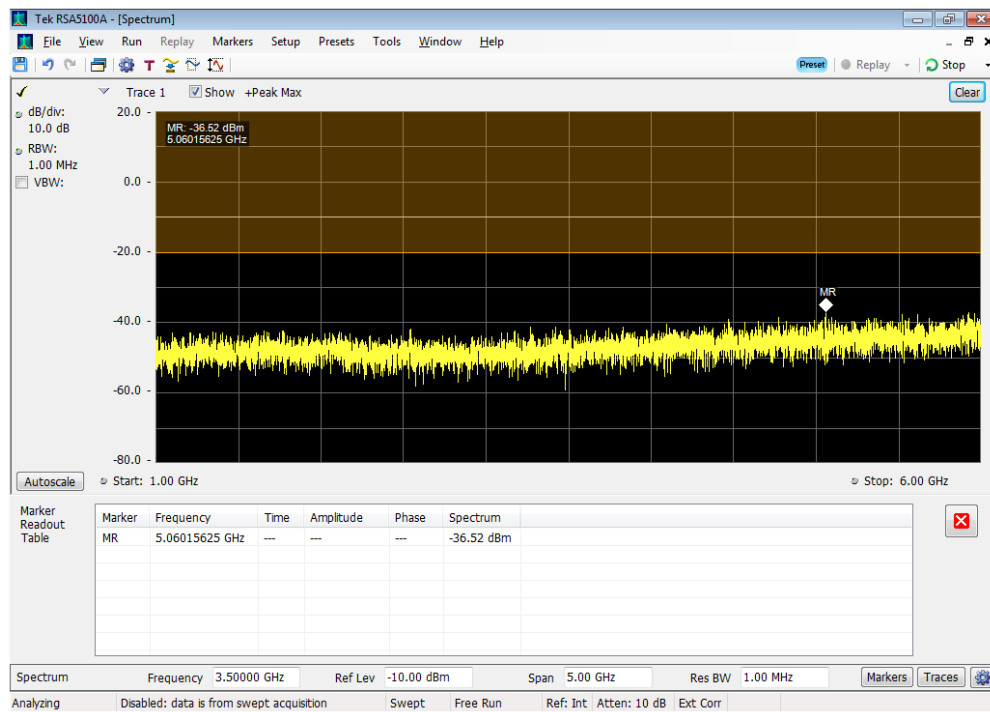 Tek RSA5100A - [Spectrum]
File View Run Replay Markers Setup Presets Tools Window Help
T Preset Replay Stop
Trace 1 Show +Peak Max Clear
dB/div:
10.0 dB
RBW:
1.00 MHz
VBW:
20.0
0.0
-20.0
-40.0
-60.0
-80.0
MR: -36.52 dBm
5.06015625 GHz
MR
Autoscale Start: 1.00 GHz Stop: 6.00 GHz
Marker
Readout
Table
Marker Frequency Time Amplitude Phase Spectrum
MR 5.06015625 GHz --- --- --- -36.52 dBm
Spectrum Frequency 3.50000 GHz Ref Lev -10.00 dBm Span 5.00 GHz Res BW 1.00 MHz Markers Traces
Analyzing Disabled: data is from swept acquisition Swept Free Run Ref: Int Atten: 10 dB Ext Corr